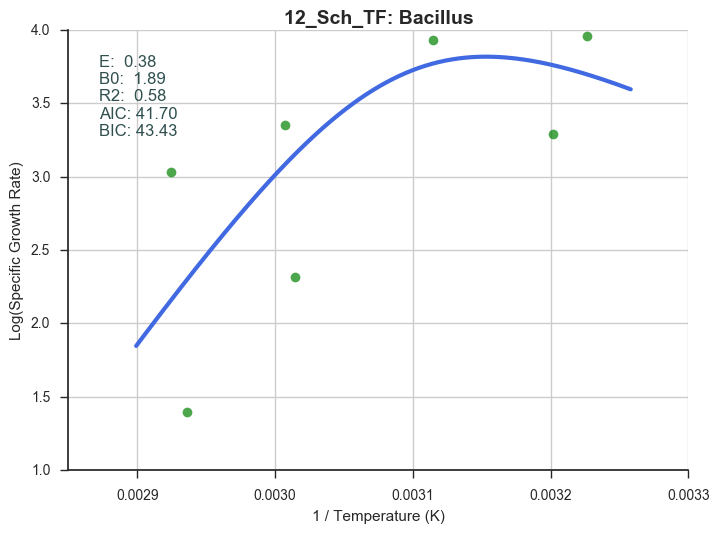 12_Sch_TF: Bacillus
E:  0.38
B0:  1.89
R2:  0.58
AIC: 41.70
BIC: 43.43
Log(Specific Growth Rate)
4.0
3.5
3.0
2.5
2.0
1.5
1.0
0.0029 0.0030 0.0031 0.0032 0.0033
1 / Temperature (K)